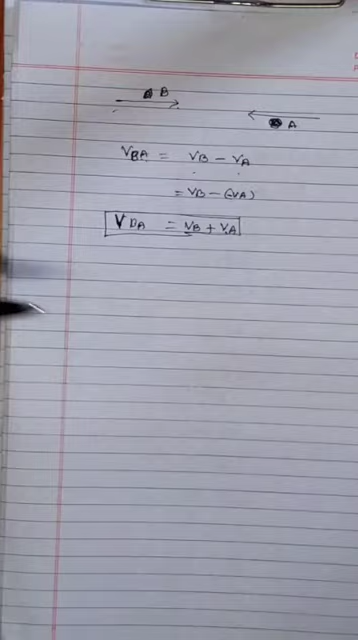 B
A
VBA = VB - VA
= VB - (-VA)
VBA = VB + VA